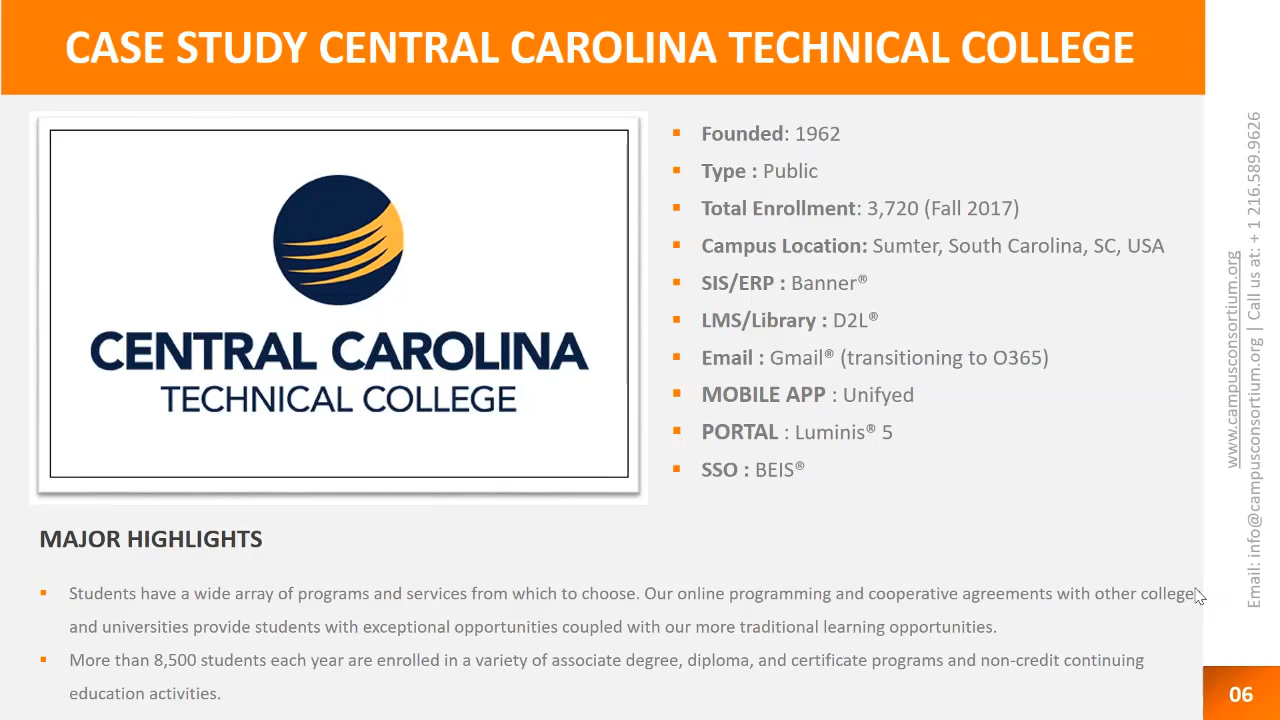 CASE STUDY CENTRAL CAROLINA TECHNICAL COLLEGE
CENTRAL CAROLINA
TECHNICAL COLLEGE
▪ Founded: 1962
▪ Type : Public
▪ Total Enrollment: 3,720 (Fall 2017)
▪ Campus Location: Sumter, South Carolina, SC, USA
▪ SIS/ERP : Banner®
▪ LMS/Library : D2L®
▪ Email : Gmail® (transitioning to O365)
▪ MOBILE APP : Unifyed
▪ PORTAL : Luminis® 5
▪ SSO : BEIS®
MAJOR HIGHLIGHTS
▪ Students have a wide array of programs and services from which to choose. Our online programming and cooperative agreements with other college
and universities provide students with exceptional opportunities coupled with our more traditional learning opportunities.
▪ More than 8,500 students each year are enrolled in a variety of associate degree, diploma, and certificate programs and non-credit continuing
education activities.
www.campusconsortium.org
Email: info@campusconsortium.org | Call us at: + 1 216.589.9626
06